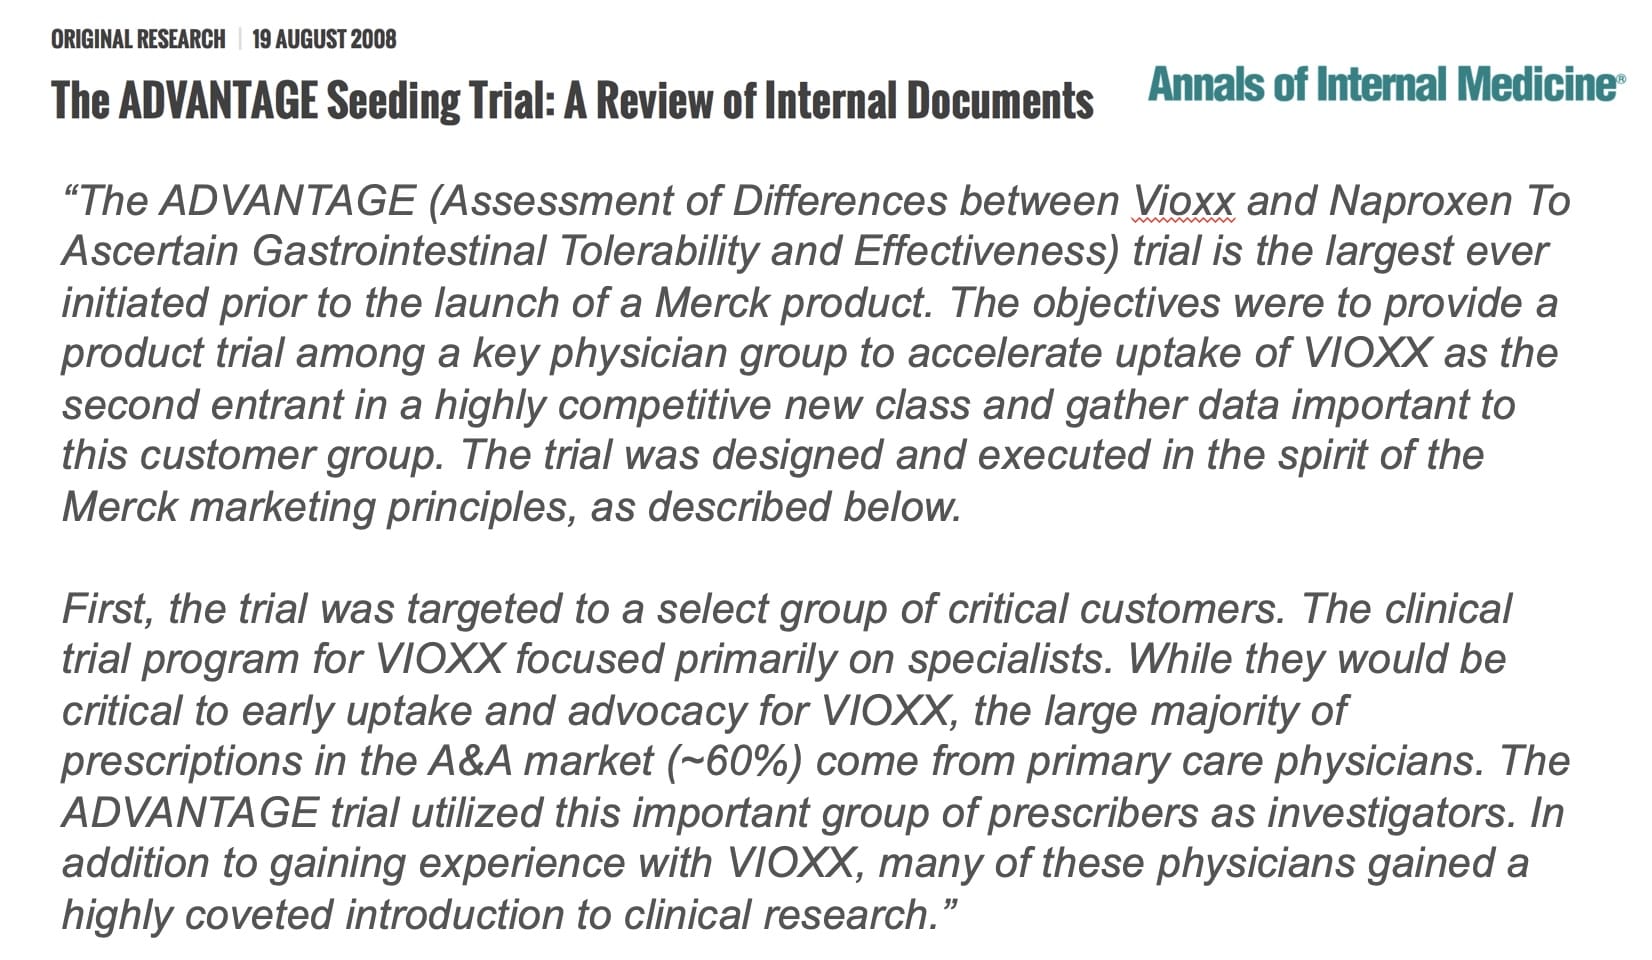 ORIGINAL RESEARCH | 19 AUGUST 2008
The ADVANTAGE Seeding Trial: A Review of Internal Documents
Annals of Internal Medicine®
“The ADVANTAGE (Assessment of Differences between Vioxx and Naproxen To
Ascertain Gastrointestinal Tolerability and Effectiveness) trial is the largest ever
initiated prior to the launch of a Merck product. The objectives were to provide a
product trial among a key physician group to accelerate uptake of VIOXX as the
second entrant in a highly competitive new class and gather data important to
this customer group. The trial was designed and executed in the spirit of the
Merck marketing principles, as described below.
First, the trial was targeted to a select group of critical customers. The clinical
trial program for VIOXX focused primarily on specialists. While they would be
critical to early uptake and advocacy for VIOXX, the large majority of
prescriptions in the A&A market (~60%) come from primary care physicians. The
ADVANTAGE trial utilized this important group of prescribers as investigators. In
addition to gaining experience with VIOXX, many of these physicians gained a
highly coveted introduction to clinical research.”